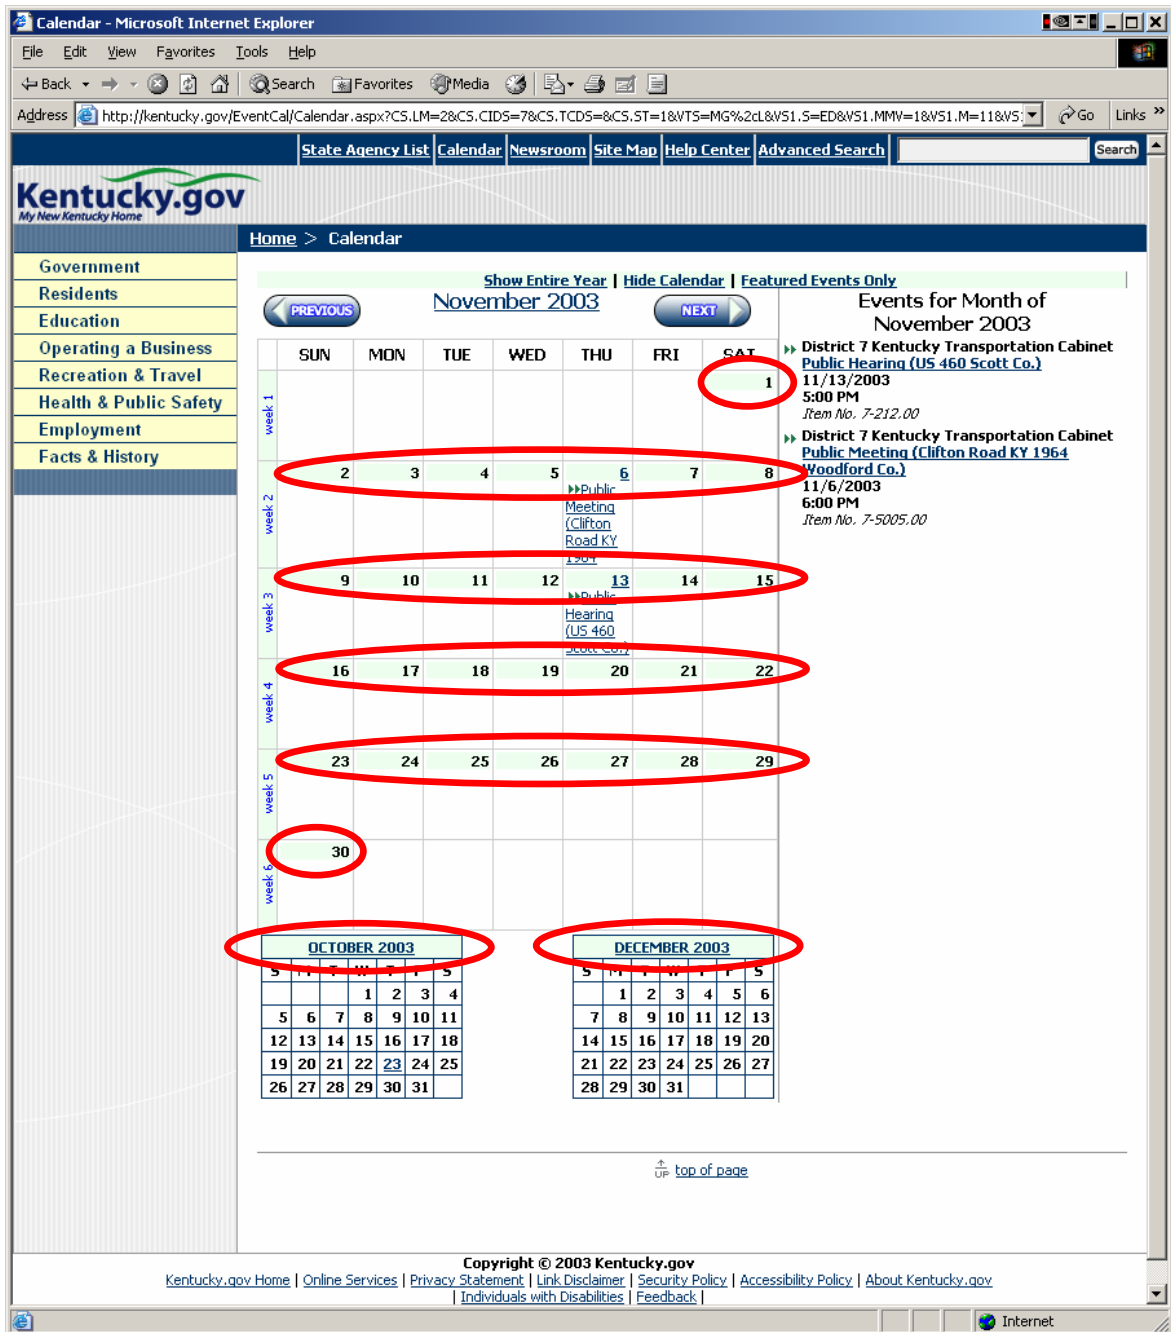 Calendar - Microsoft Internet Explorer
File Edit View Favorites Tools Help
Back Search Favorites Media
Address http://kentucky.gov/EventCal/Calendar.aspx?CS.LM=2&CS.CIDS=7&CS.TCDS=&CS.ST=1&VTS=MG%2cL&VS1.S=ED&VS1.MMV=1&VS1.M=11&VS: Go Links »
State Agency List Calendar Newsroom Site Map Help Center Advanced Search Search
Kentucky.gov
My New Kentucky Home
Home > Calendar
Government
Residents
Education
Operating a Business
Recreation & Travel
Health & Public Safety
Employment
Facts & History
Show Entire Year | Hide Calendar | Featured Events Only
PREVIOUS November 2003 NEXT
SUN MON TUE WED THU FRI SAT
week 1 1
week 2 2 3 4 5 6 7 8
Public
Meeting
(Clifton
Road KY
1964
week 3 9 10 11 12 13 14 15
Public
Hearing
(US 460
Scott Co.)
week 4 16 17 18 19 20 21 22
week 5 23 24 25 26 27 28 29
week 6 30
Events for Month of
November 2003
District 7 Kentucky Transportation Cabinet
Public Hearing (US 460 Scott Co.)
11/13/2003
5:00 PM
Item No. 7-212.00
District 7 Kentucky Transportation Cabinet
Public Meeting (Clifton Road KY 1964
Woodford Co.)
11/6/2003
6:00 PM
Item No. 7-5005.00
OCTOBER 2003
S M T W T F S
1 2 3 4
5 6 7 8 9 10 11
12 13 14 15 16 17 18
19 20 21 22 23 24 25
26 27 28 29 30 31
DECEMBER 2003
S M T W T F S
1 2 3 4 5 6
7 8 9 10 11 12 13
14 15 16 17 18 19 20
21 22 23 24 25 26 27
28 29 30 31
UP top of page
Copyright © 2003 Kentucky.gov
Kentucky.gov Home | Online Services | Privacy Statement | Link Disclaimer | Security Policy | Accessibility Policy | About Kentucky.gov
| Individuals with Disabilities | Feedback |
Internet